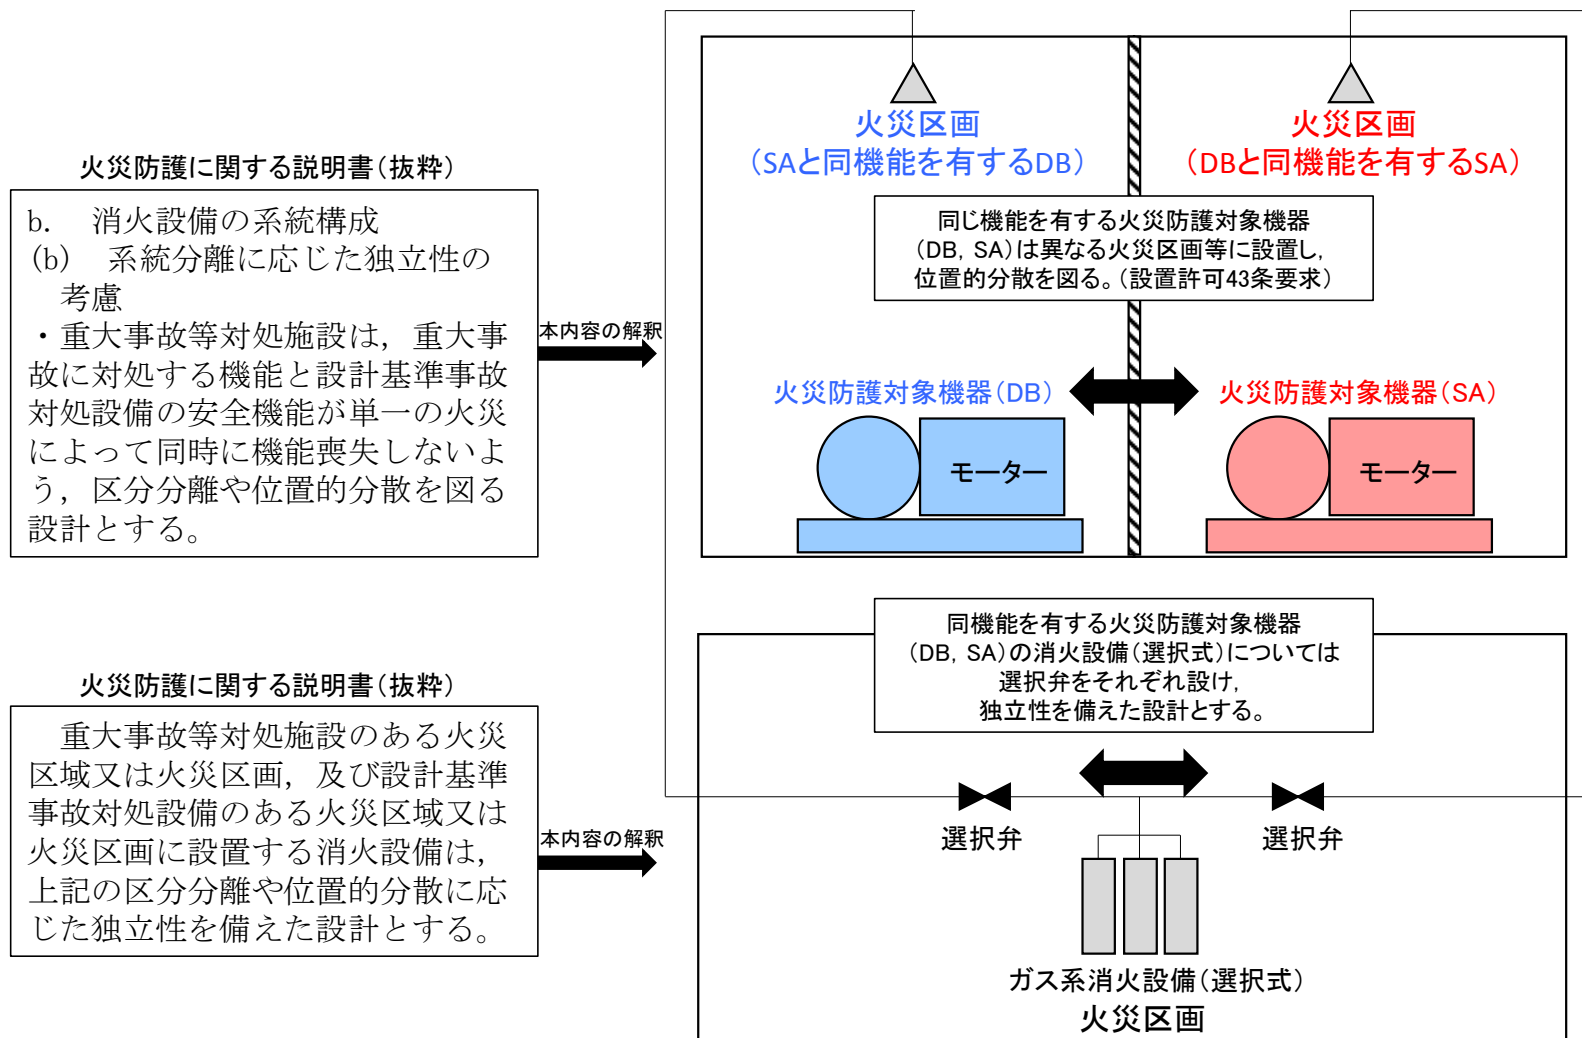 火災防護に関する説明書（抜粋）
b.　消火設備の系統構成
(b)　系統分離に応じた独立性の
考慮
・重大事故等対処施設は，重大事
故に対処する機能と設計基準事故
対処設備の安全機能が単一の火災
によって同時に機能喪失しないよ
う，区分分離や位置的分散を図る
設計とする。
本内容の解釈
火災区画
（SAと同機能を有するDB）
火災区画
（DBと同機能を有するSA）
同じ機能を有する火災防護対象機器
（DB，SA）は異なる火災区画等に設置し，
位置的分散を図る。（設置許可43条要求）
火災防護対象機器（DB）
火災防護対象機器（SA）
モーター
モーター
火災防護に関する説明書（抜粋）
重大事故等対処施設のある火災
区域又は火災区画，及び設計基準
事故対処設備のある火災区域又は
火災区画に設置する消火設備は，
上記の区分分離や位置的分散に応
じた独立性を備えた設計とする。
本内容の解釈
同機能を有する火災防護対象機器
（DB，SA）の消火設備（選択式）については
選択弁をそれぞれ設け，
独立性を備えた設計とする。
選択弁
選択弁
ガス系消火設備（選択式）
火災区画